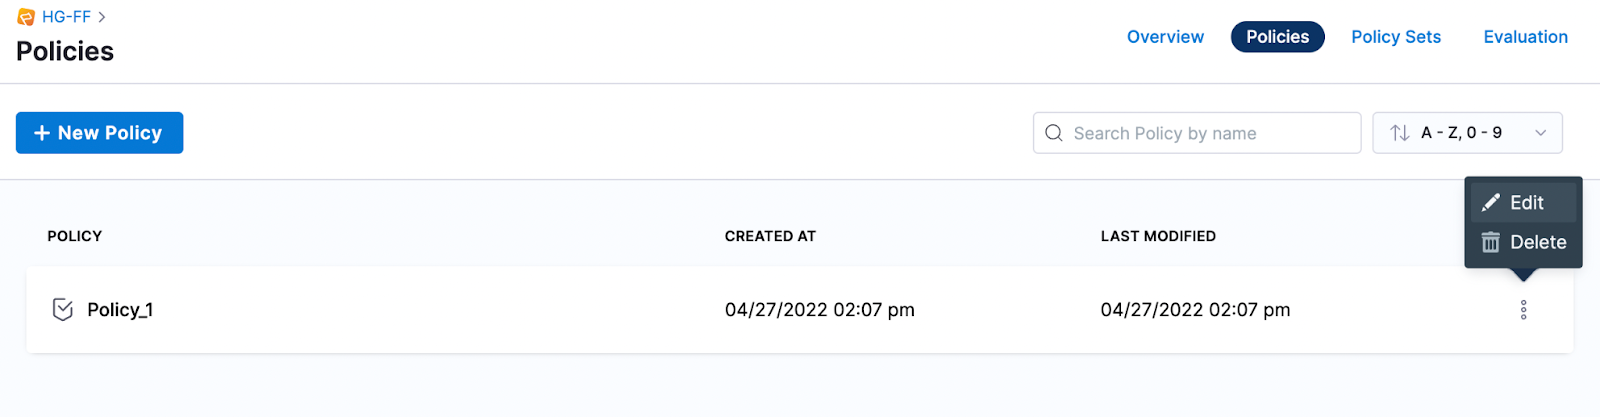 HG-FF
Policies
Overview Policies Policy Sets Evaluation
New Policy
Search Policy by name
A - Z, 0 - 9
Edit
Delete
POLICY CREATED AT LAST MODIFIED
Policy_1 04/27/2022 02:07 pm 04/27/2022 02:07 pm